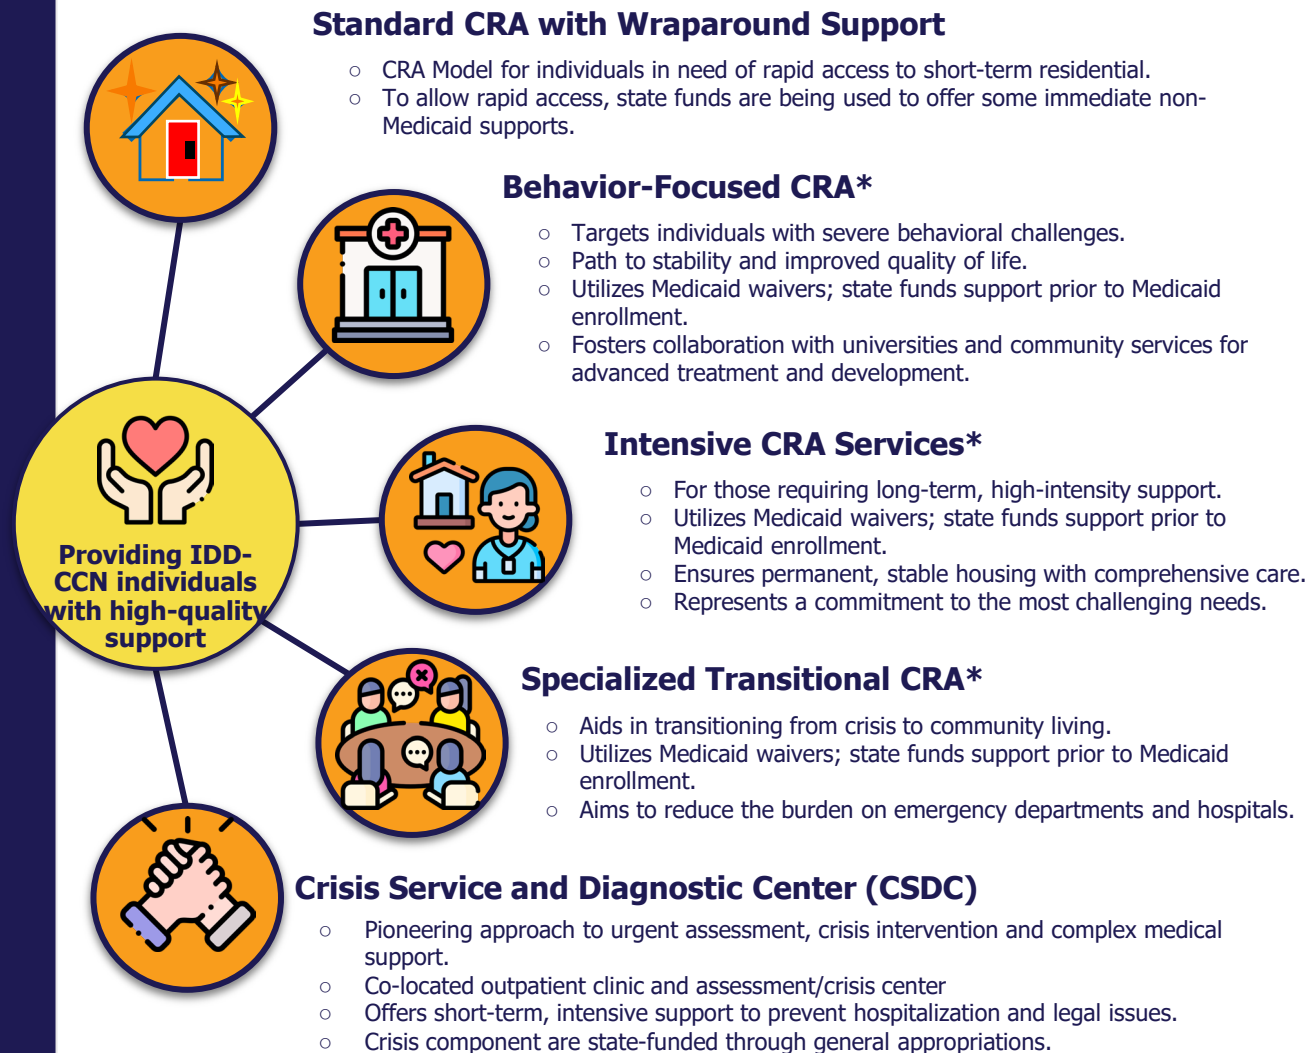 Standard CRA with Wraparound Support
○ CRA Model for individuals in need of rapid access to short-term residential.
○ To allow rapid access, state funds are being used to offer some immediate non-
Medicaid supports.
Behavior-Focused CRA*
○ Targets individuals with severe behavioral challenges.
○ Path to stability and improved quality of life.
○ Utilizes Medicaid waivers; state funds support prior to Medicaid
enrollment.
○ Fosters collaboration with universities and community services for
advanced treatment and development.
Providing IDD-
CCN individuals
with high-quality
support
Intensive CRA Services*
○ For those requiring long-term, high-intensity support.
○ Utilizes Medicaid waivers; state funds support prior to
Medicaid enrollment.
○ Ensures permanent, stable housing with comprehensive care.
○ Represents a commitment to the most challenging needs.
Specialized Transitional CRA*
○ Aids in transitioning from crisis to community living.
○ Utilizes Medicaid waivers; state funds support prior to Medicaid
enrollment.
○ Aims to reduce the burden on emergency departments and hospitals.
Crisis Service and Diagnostic Center (CSDC)
○ Pioneering approach to urgent assessment, crisis intervention and complex medical
support.
○ Co-located outpatient clinic and assessment/crisis center
○ Offers short-term, intensive support to prevent hospitalization and legal issues.
○ Crisis component are state-funded through general appropriations.